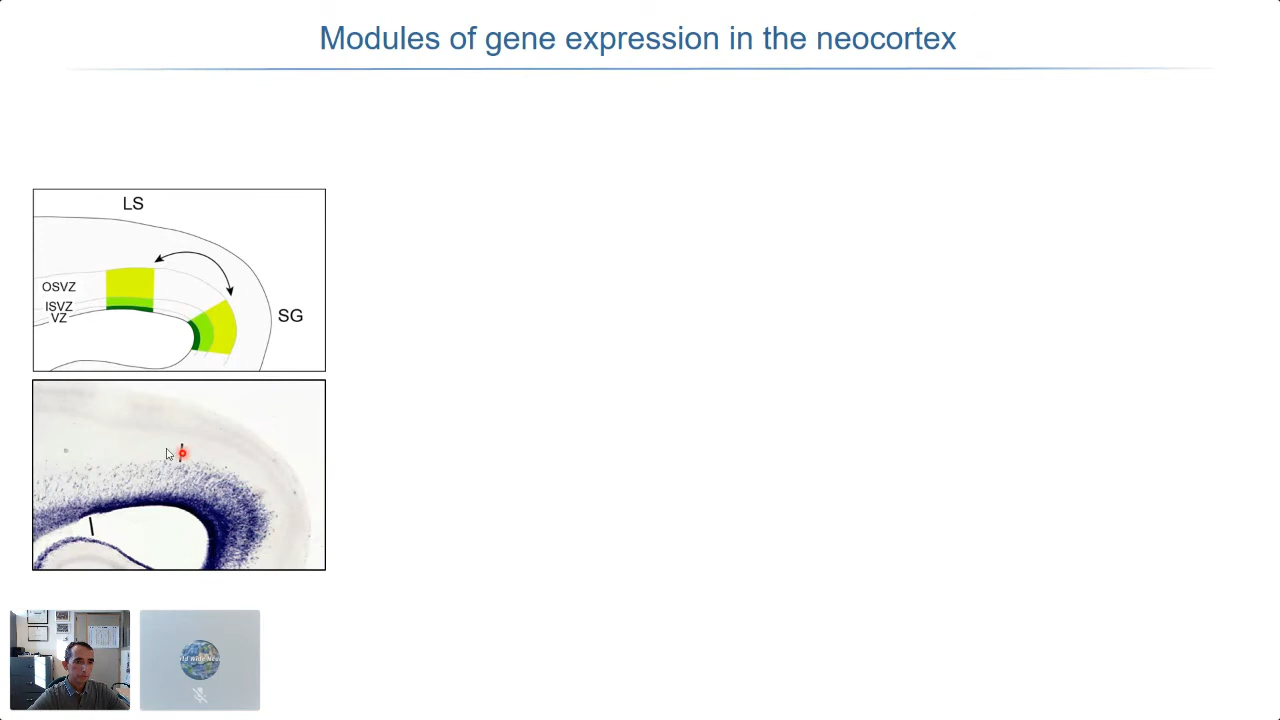 Modules of gene expression in the neocortex
LS
OSVZ
ISVZ
VZ
SG